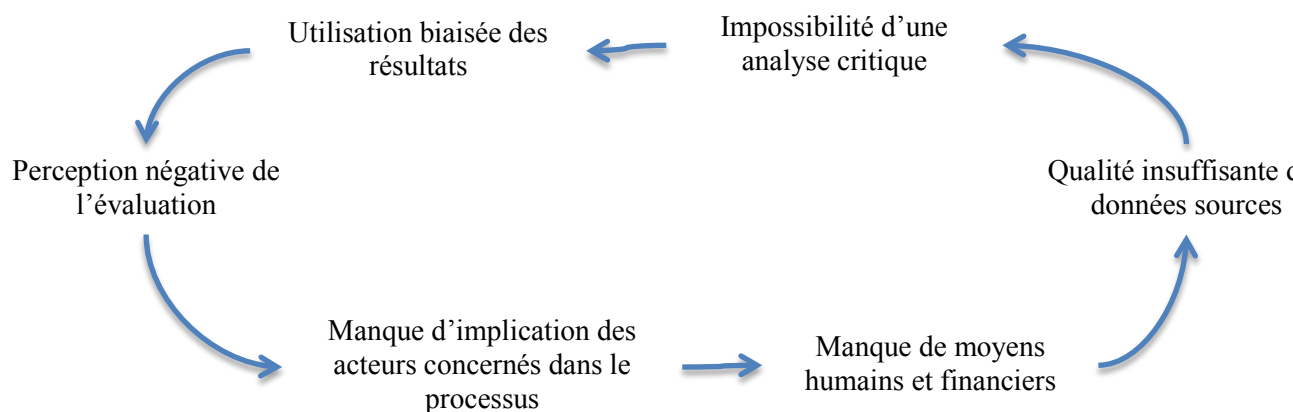 Utilisation biaisée des
résultats
Impossibilité d’une
analyse critique
Perception négative de
l’évaluation
Qualité insuffisante
données sources
Manque d’implication des
acteurs concernés dans le
processus
Manque de moyens
humains et financiers